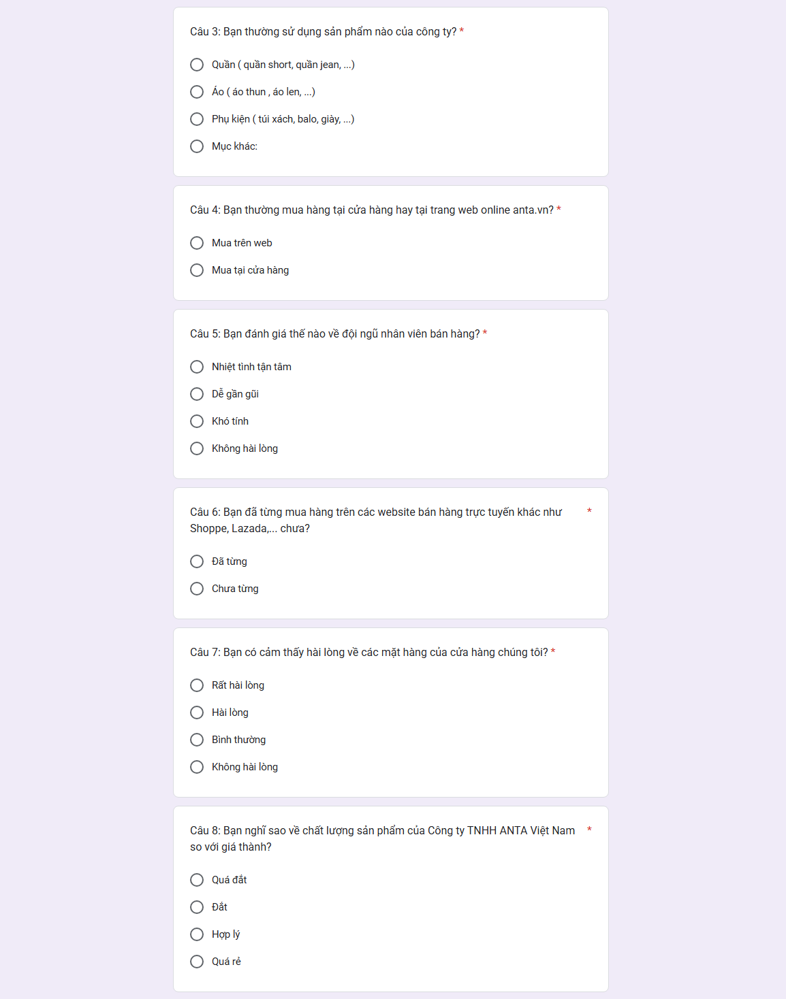 Câu 3: Bạn thường sử dụng sản phẩm nào của công ty? *
Quần ( quần short, quần jean, ...)
Áo ( áo thun , áo len, ...)
Phụ kiện ( túi xách, balo, giày, ...)
Mục khác:
Câu 4: Bạn thường mua hàng tại cửa hàng hay tại trang web online anta.vn? *
Mua trên web
Mua tại cửa hàng
Câu 5: Bạn đánh giá thế nào về đội ngũ nhân viên bán hàng? *
Nhiệt tình tận tâm
Dễ gần gũi
Khó tính
Không hài lòng
Câu 6: Bạn đã từng mua hàng trên các website bán hàng trực tuyến khác như *
Shoppe, Lazada,... chưa?
Đã từng
Chưa từng
Câu 7: Bạn có cảm thấy hài lòng về các mặt hàng của cửa hàng chúng tôi? *
Rất hài lòng
Hài lòng
Bình thường
Không hài lòng
Câu 8: Bạn nghĩ sao về chất lượng sản phẩm của Công ty TNHH ANTA Việt Nam *
so với giá thành?
Quá đắt
Đắt
Hợp lý
Quá rẻ